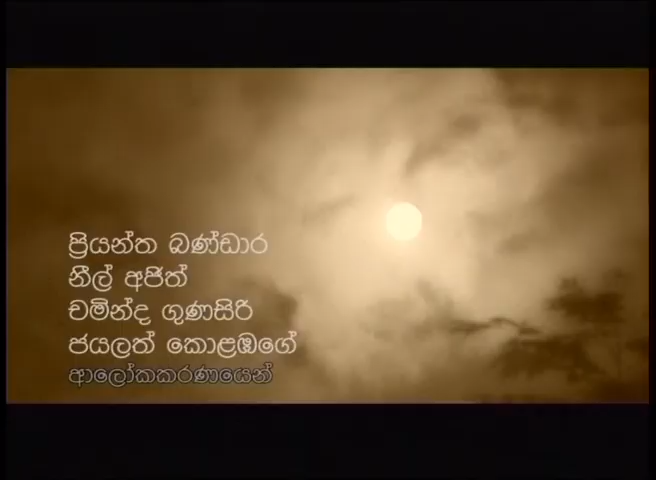 ප්‍රියන්ත බණ්ඩාර
නීල් අජිත්
චමින්ද ගුණසිරි
ජයලත් කොළඹගේ
ආලෝකකරණයෙන්